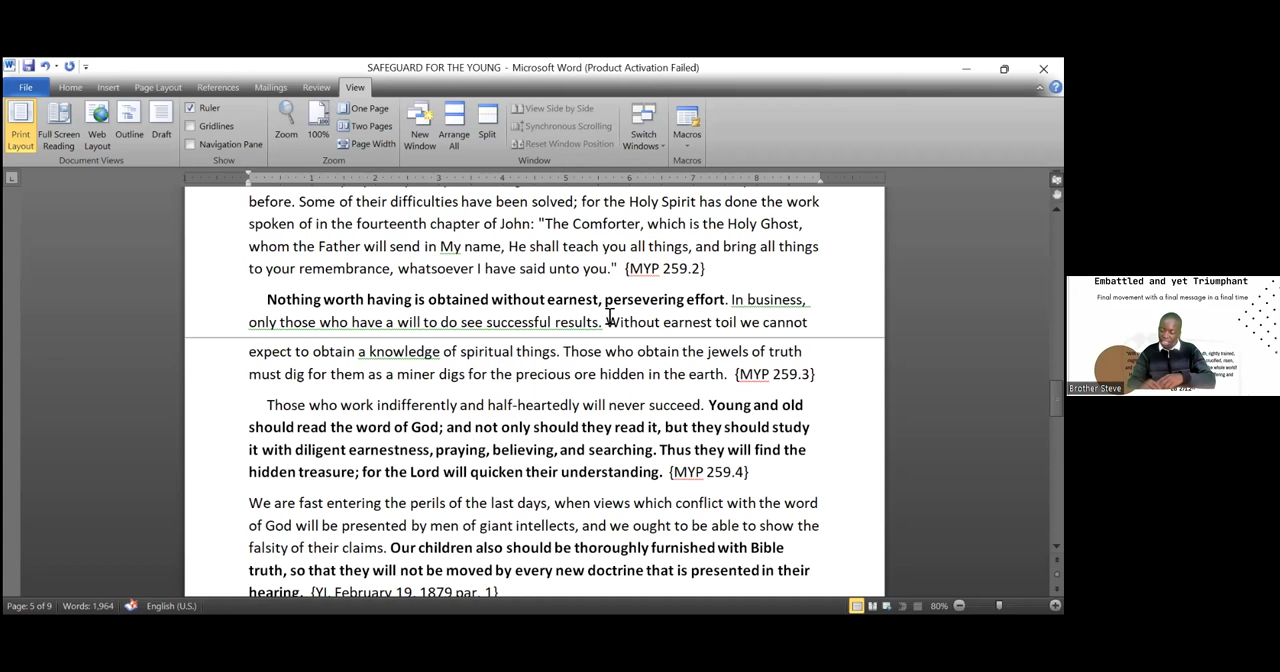 SAFEGUARD FOR THE YOUNG - Microsoft Word (Product Activation Failed)
File Home Insert Page Layout References Mailings Review View
Print Layout
Full Screen Reading
Web Layout
Outline
Draft
Document Views
Ruler
Gridlines
Navigation Pane
Show
Zoom
100%
One Page
Two Pages
Page Width
Zoom
New Window
Arrange All
Split
View Side by Side
Synchronous Scrolling
Reset Window Position
Window
Switch Windows
Macros
Macros
1 2 3 4 5 6 7 8
before. Some of their difficulties have been solved; for the Holy Spirit has done the work
spoken of in the fourteenth chapter of John: "The Comforter, which is the Holy Ghost,
whom the Father will send in My name, He shall teach you all things, and bring all things
to your remembrance, whatsoever I have said unto you." {MYP 259.2}
Nothing worth having is obtained without earnest, persevering effort. In business,
only those who have a will to do see successful results. Without earnest toil we cannot
expect to obtain a knowledge of spiritual things. Those who obtain the jewels of truth
must dig for them as a miner digs for the precious ore hidden in the earth. {MYP 259.3}
Those who work indifferently and half-heartedly will never succeed. Young and old
should read the word of God; and not only should they read it, but they should study
it with diligent earnestness, praying, believing, and searching. Thus they will find the
hidden treasure; for the Lord will quicken their understanding. {MYP 259.4}
We are fast entering the perils of the last days, when views which conflict with the word
of God will be presented by men of giant intellects, and we ought to be able to show the
falsity of their claims. Our children also should be thoroughly furnished with Bible
truth, so that they will not be moved by every new doctrine that is presented in their
hearing. {YI, February 19, 1879 par. 1}
Page: 5 of 9 Words: 1,964 English (U.S.) 80%
Embattled and yet Triumphant
Final movement with a final message in a final time
Brother Steve